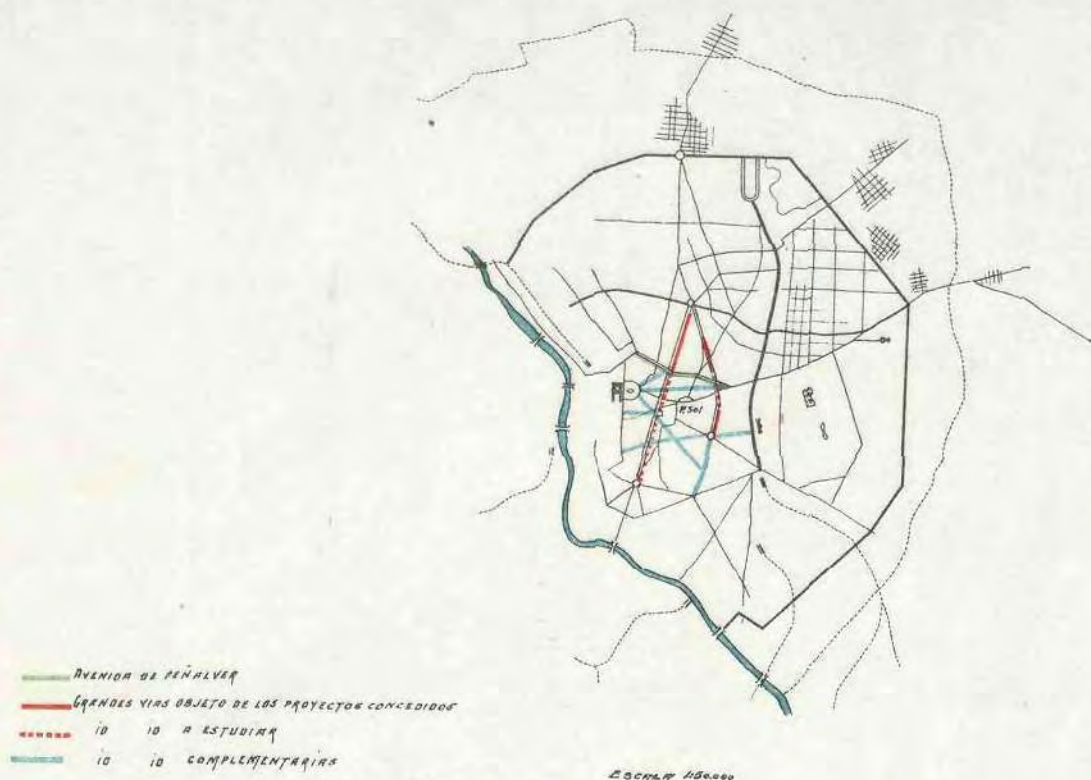 P. Sol
AVENIDA DE PEÑALVER
GRANDES VIAS OBJETO DE LOS PROYECTOS CONCEDIDOS
iD iD A ESTUDIAR
iD iD COMPLEMENTARIAS
ESCALA 1:50.000